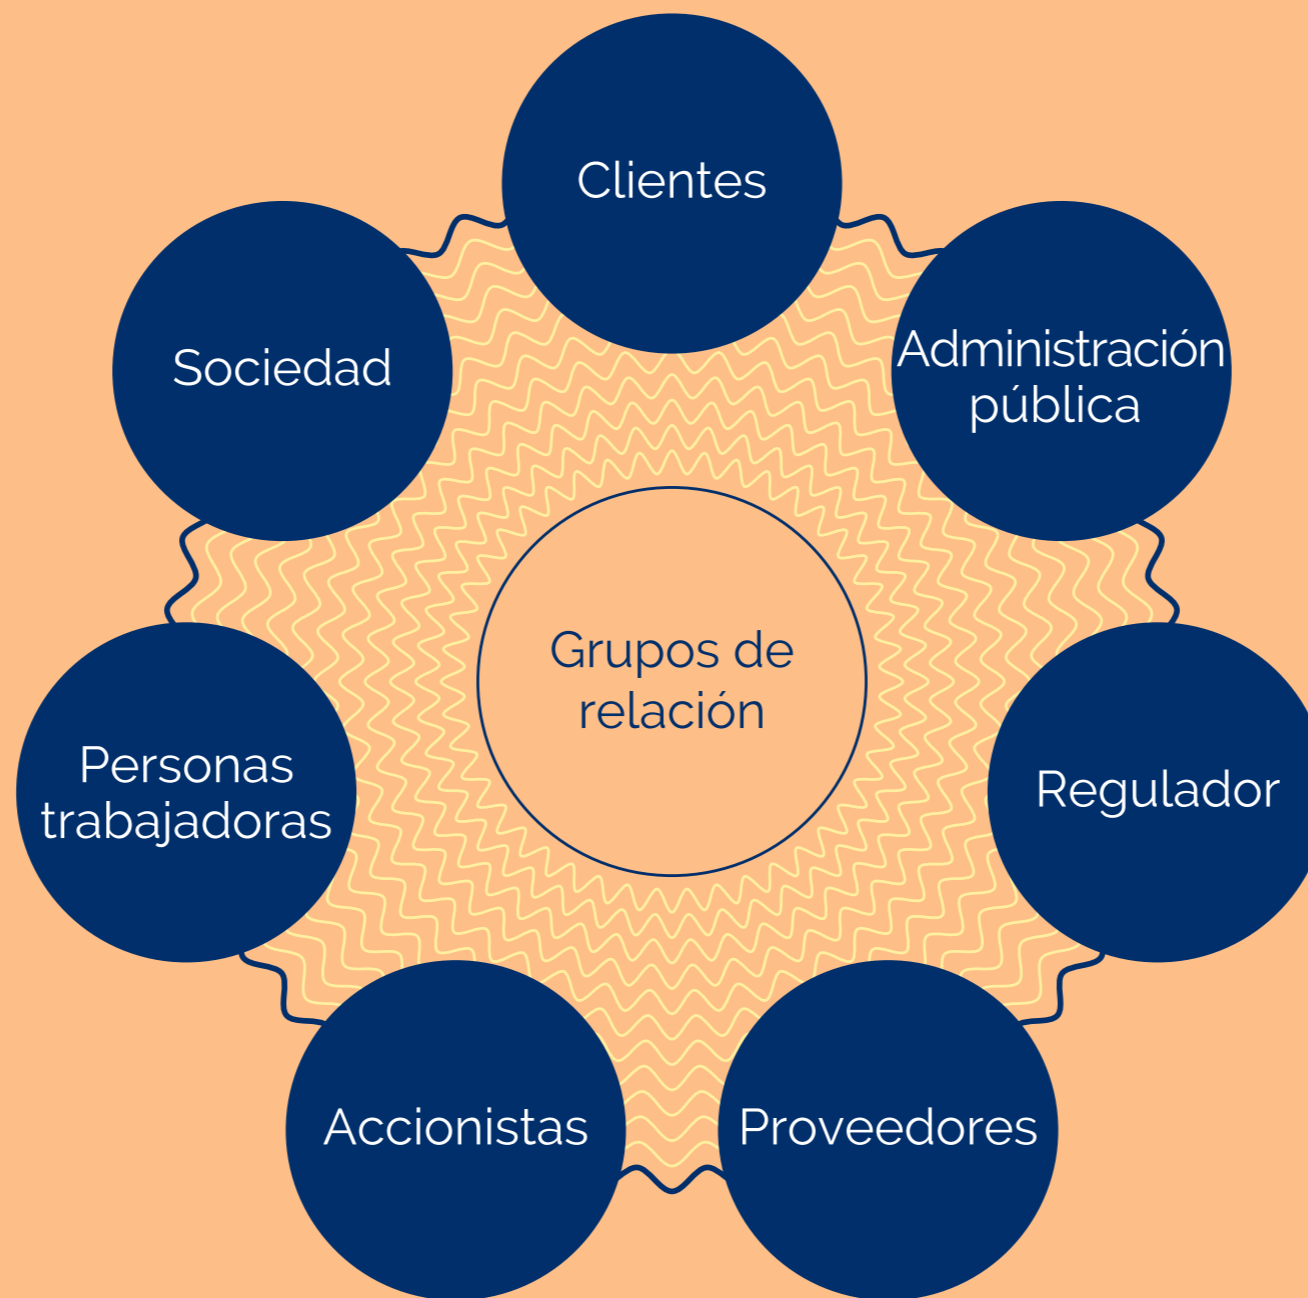 Clientes
Sociedad
Administración
pública
Grupos de
relación
Personas
trabajadoras
Regulador
Accionistas
Proveedores